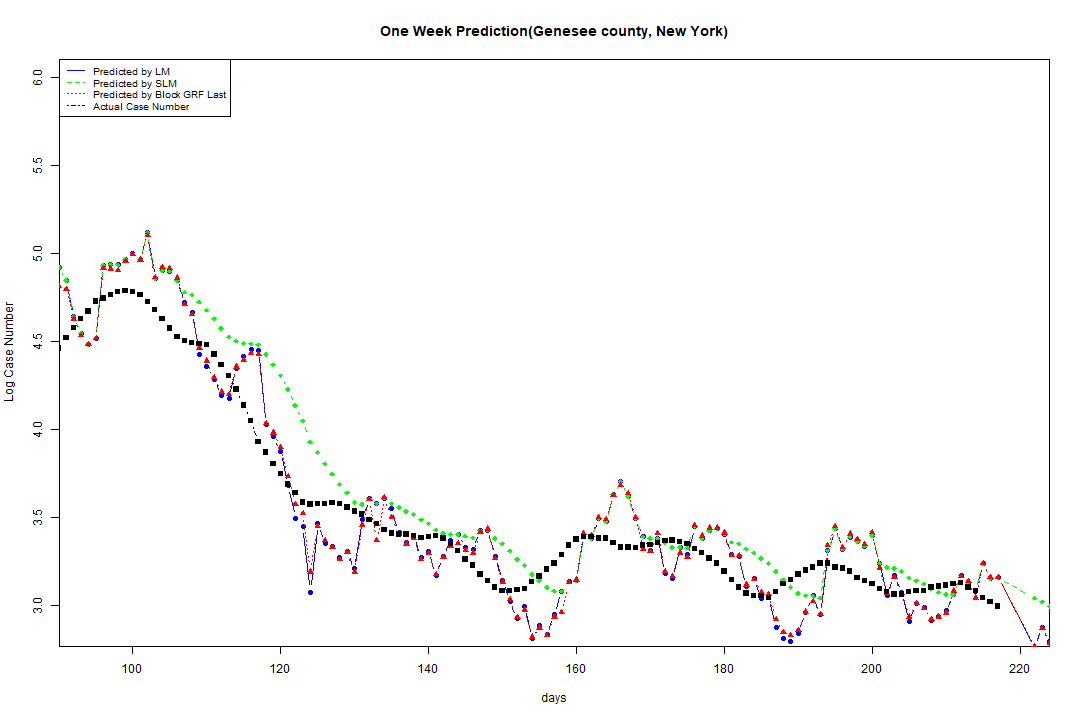 One Week Prediction(Genesee county, New York)
Predicted by LM
Predicted by SLM
Predicted by Block GRF Last
Actual Case Number
6.0
5.5
5.0
4.5
4.0
3.5
3.0
Log Case Number
100 120 140 160 180 200 220
days